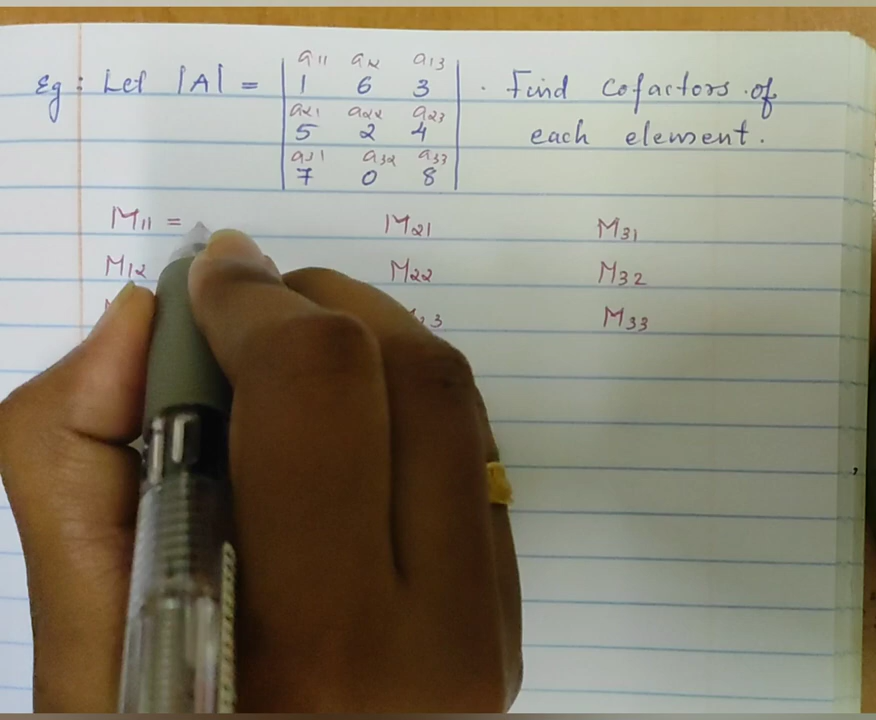 a11 a12 a13
Eg : Let |A| = | 1 6 3 | . Find Cofactors of
a21 a22 a23
5 2 4 each element.
a31 a32 a33
7 0 8
M11 = M21 M31
M12 M22 M32
M33